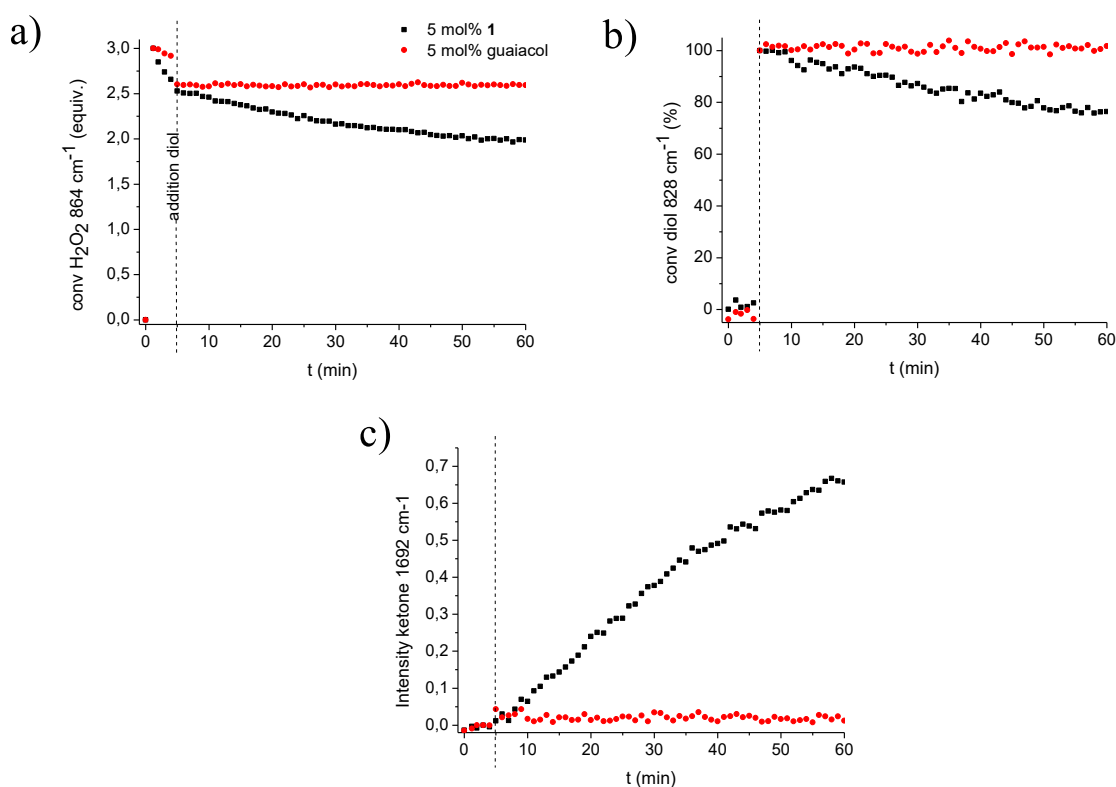 a)
5 mol% 1
5 mol% guaiacol
conv H₂O₂ 864 cm⁻¹ (equiv.)
3,0
2,5
2,0
1,5
1,0
0,5
0,0
addition diol
0 10 20 30 40 50 60
t (min)
b)
conv diol 828 cm⁻¹ (%)
100
80
60
40
20
0
0 10 20 30 40 50 60
t (min)
c)
Intensity ketone 1692 cm-1
0,7
0,6
0,5
0,4
0,3
0,2
0,1
0,0
0 10 20 30 40 50 60
t (min)